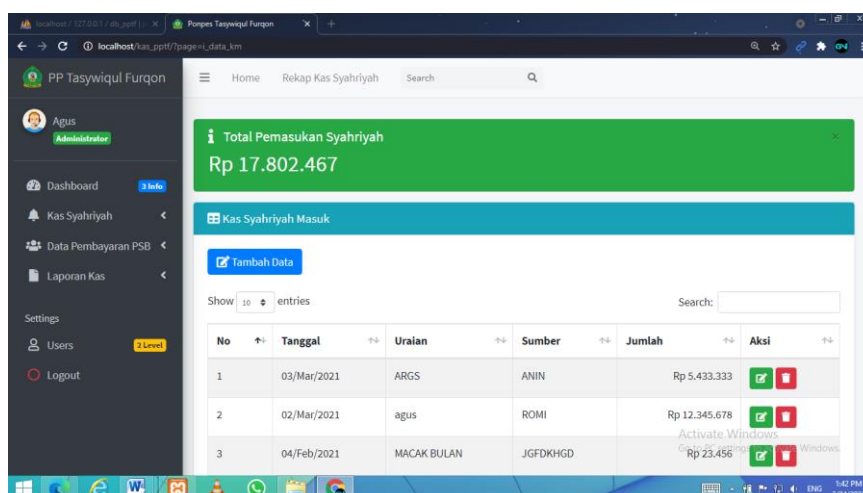 localhost / 127.0.0.1 / db_pptf |
Ponpes Tasywiqul Furqon
localhost/kas_pptf/?page=i_data_km
PP Tasywiqul Furqon
Home Rekap Kas Syahriyah Search
Agus
Administrator
i Total Pemasukan Syahriyah
Rp 17.802.467
Dashboard 3 Info
Kas Syahriyah
Data Pembayaran PSB
Laporan Kas
Settings
Users 2 Level
Logout
Kas Syahriyah Masuk
Tambah Data
Show 10 entries Search:
No Tanggal Uraian Sumber Jumlah Aksi
1 03/Mar/2021 ARGS ANIN Rp 5.433.333
2 02/Mar/2021 agus ROMI Rp 12.345.678
3 04/Feb/2021 MACAK BULAN JGFDKHGD Rp 23.456
Activate Windows
Go to PC settings Windows.
ENG 1:42 PM